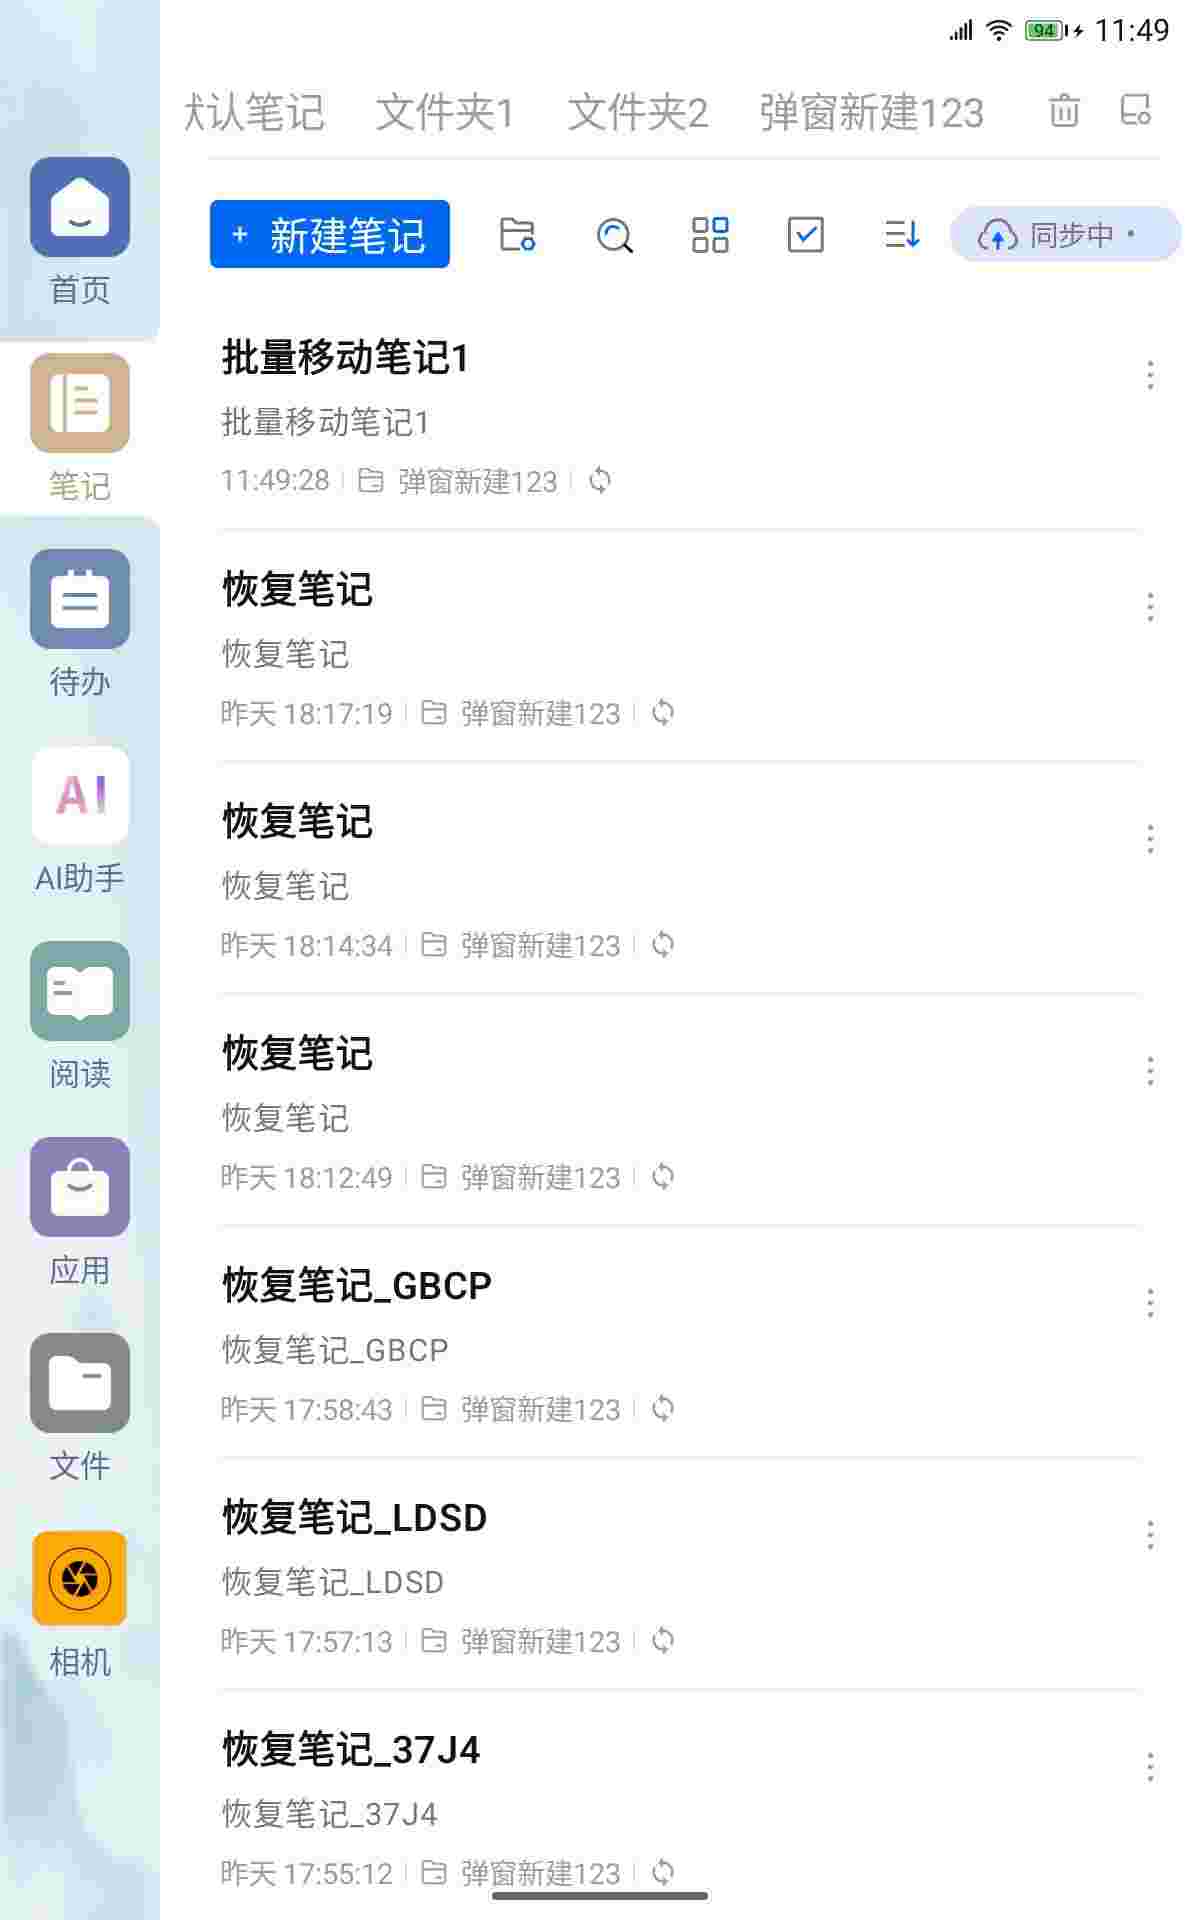 94 11:49
认笔记 文件夹1 文件夹2 弹窗新建123
+ 新建笔记 同步中
首页
笔记
待办
AI
AI助手
阅读
应用
文件
相机
批量移动笔记1
批量移动笔记1
11:49:28 弹窗新建123
恢复笔记
恢复笔记
昨天 18:17:19 弹窗新建123
恢复笔记
恢复笔记
昨天 18:14:34 弹窗新建123
恢复笔记
恢复笔记
昨天 18:12:49 弹窗新建123
恢复笔记_GBCP
恢复笔记_GBCP
昨天 17:58:43 弹窗新建123
恢复笔记_LDSD
恢复笔记_LDSD
昨天 17:57:13 弹窗新建123
恢复笔记_37J4
恢复笔记_37J4
昨天 17:55:12 弹窗新建123